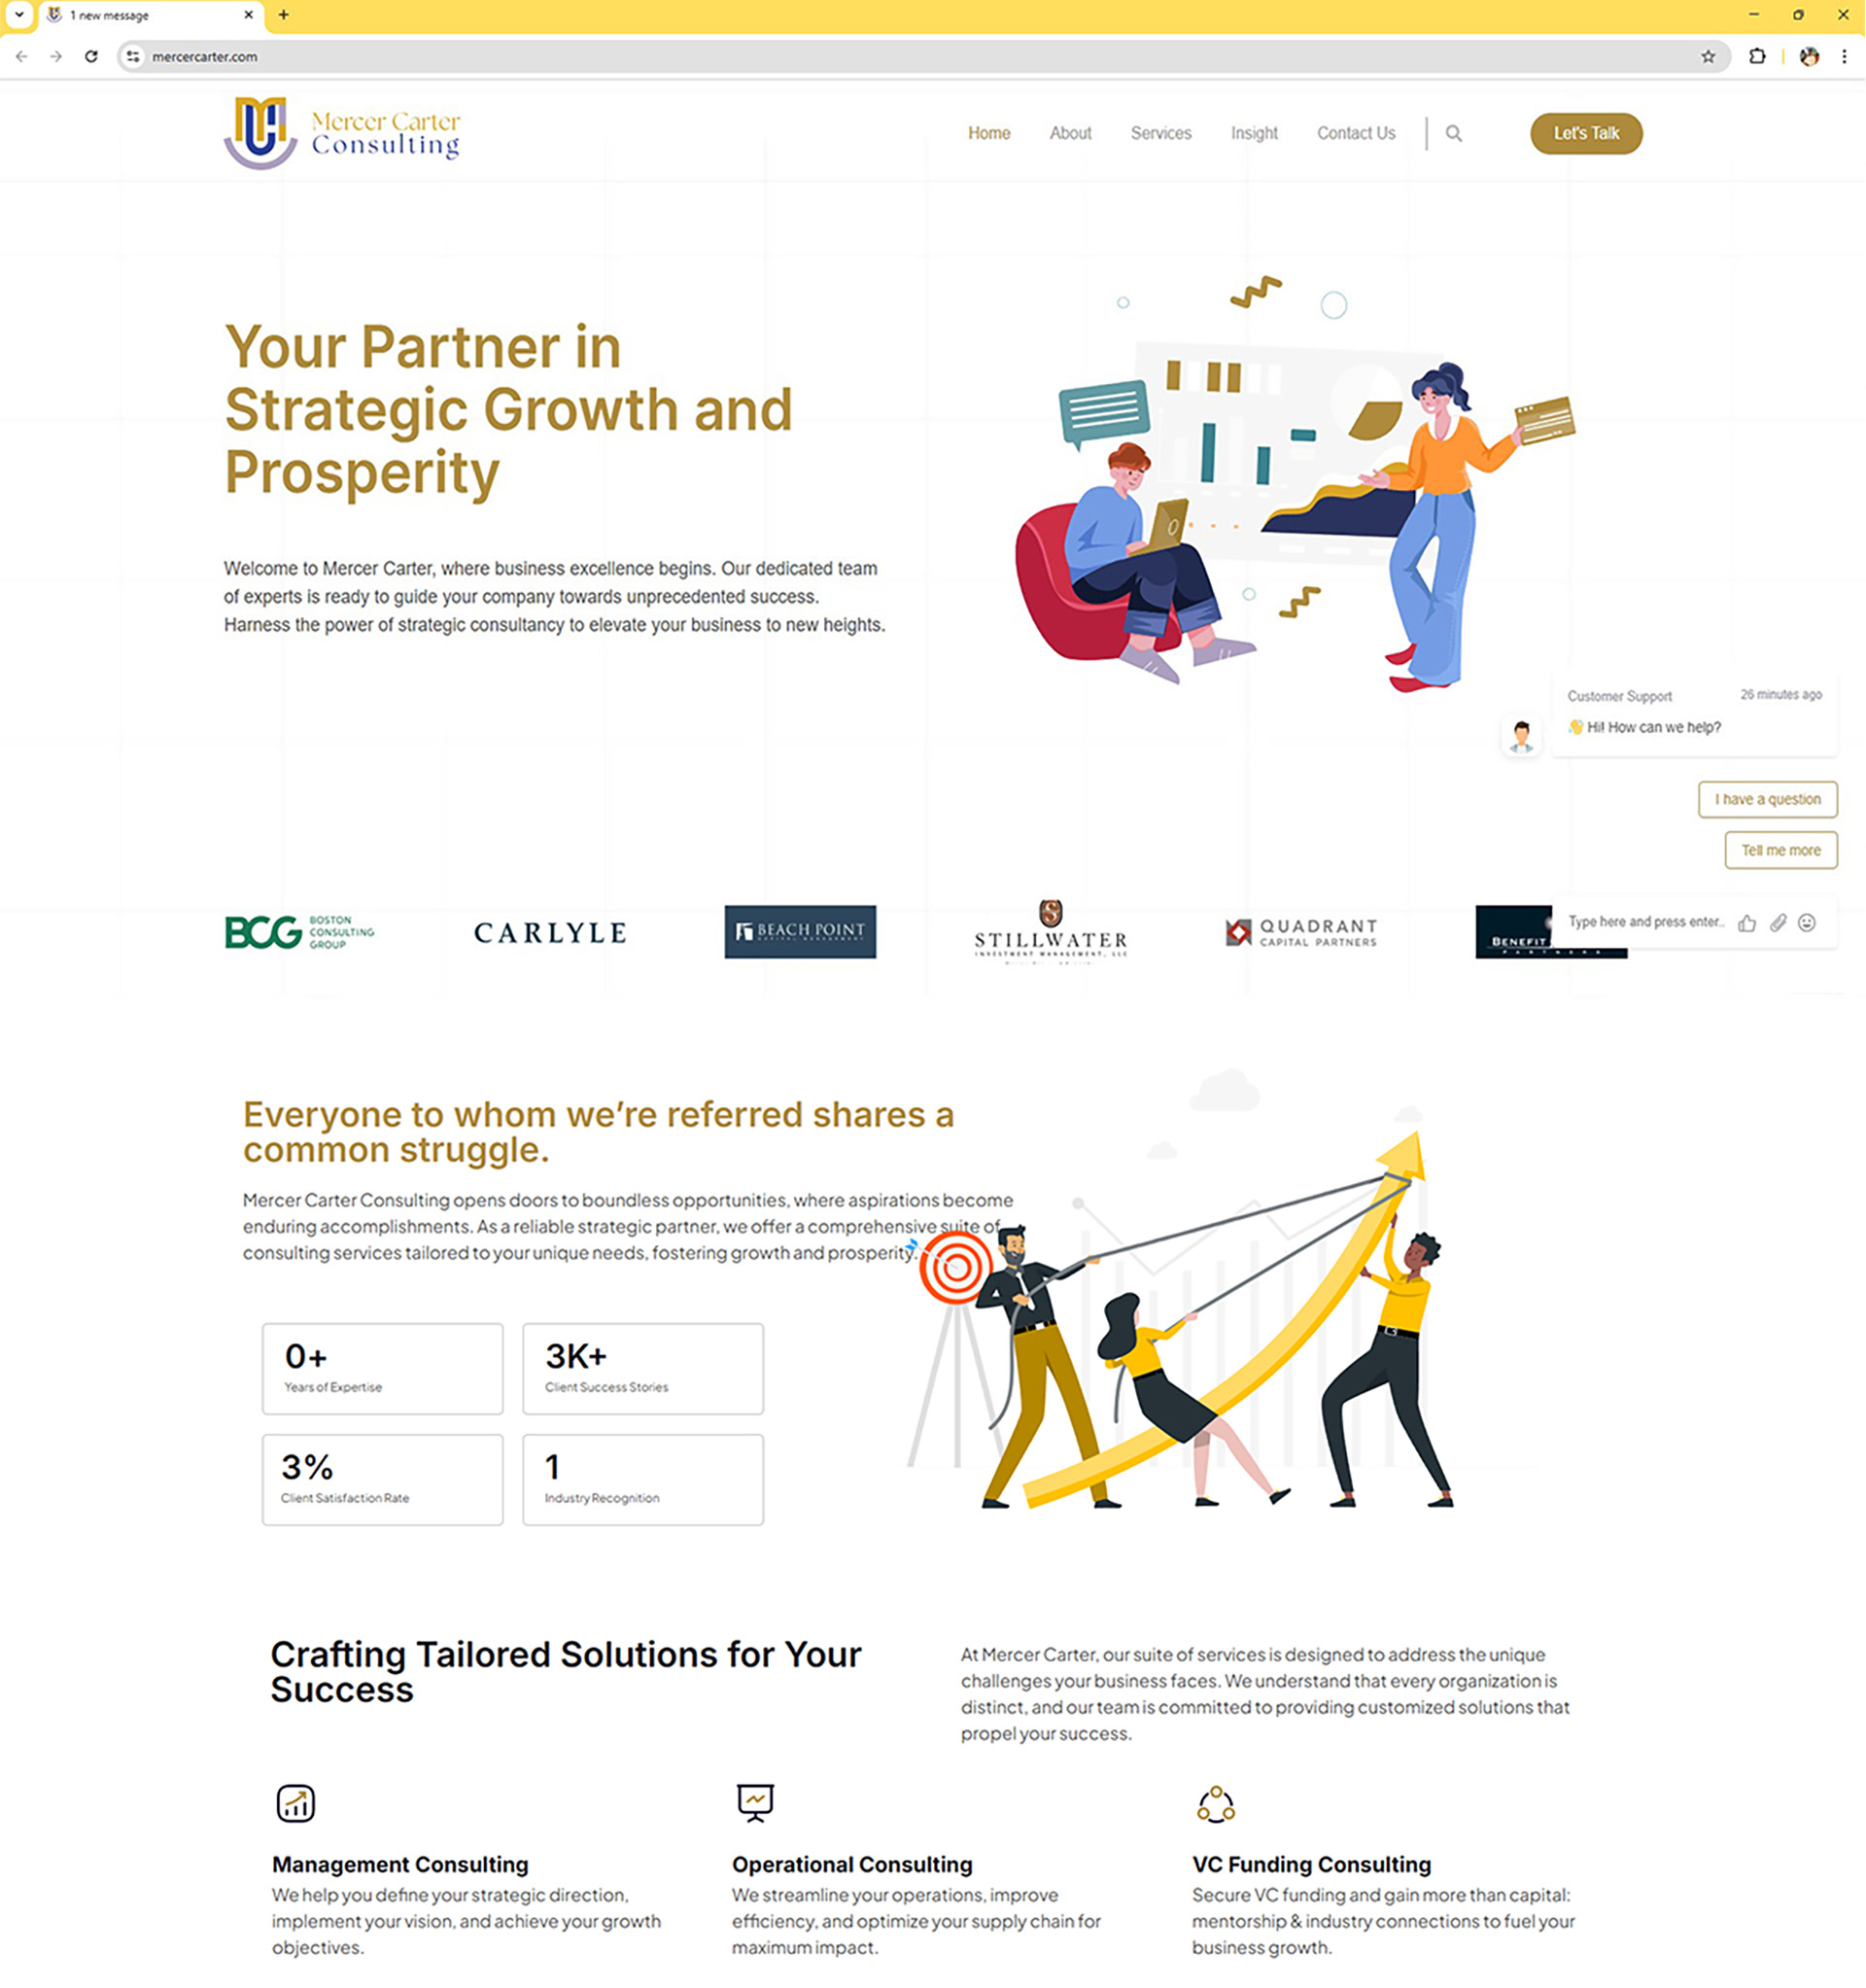 1 new message
mercercarter.com
Mercer Carter
Consulting
Home About Services Insight Contact Us Let's Talk
Your Partner in
Strategic Growth and
Prosperity
Welcome to Mercer Carter, where business excellence begins. Our dedicated team
of experts is ready to guide your company towards unprecedented success.
Harness the power of strategic consultancy to elevate your business to new heights.
Customer Support 26 minutes ago
👋 Hi! How can we help?
I have a question
Tell me more
Type here and press enter..
BCG BOSTON
CONSULTING
GROUP
CARLYLE
BEACH POINT
CAPITAL MANAGEMENT
S
STILLWATER
INVESTMENT MANAGEMENT, LLC
QUADRANT
CAPITAL PARTNERS
BENEFIT
PARTNERS
Everyone to whom we’re referred shares a
common struggle.
Mercer Carter Consulting opens doors to boundless opportunities, where aspirations become
enduring accomplishments. As a reliable strategic partner, we offer a comprehensive suite of
consulting services tailored to your unique needs, fostering growth and prosperity.
0+
Years of Expertise
3K+
Client Success Stories
3%
Client Satisfaction Rate
1
Industry Recognition
Crafting Tailored Solutions for Your
Success
At Mercer Carter, our suite of services is designed to address the unique
challenges your business faces. We understand that every organization is
distinct, and our team is committed to providing customized solutions that
propel your success.
Management Consulting
We help you define your strategic direction,
implement your vision, and achieve your growth
objectives.
Operational Consulting
We streamline your operations, improve
efficiency, and optimize your supply chain for
maximum impact.
VC Funding Consulting
Secure VC funding and gain more than capital:
mentorship & industry connections to fuel your
business growth.